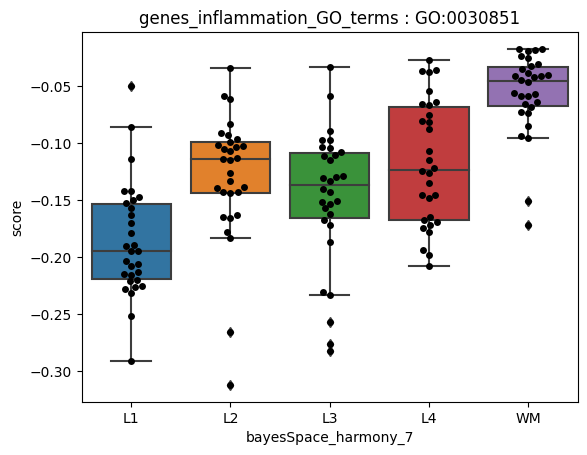 genes_inflammation_GO_terms : GO:0030851
score
−0.05
−0.10
−0.15
−0.20
−0.25
−0.30
L1 L2 L3 L4 WM
bayesSpace_harmony_7